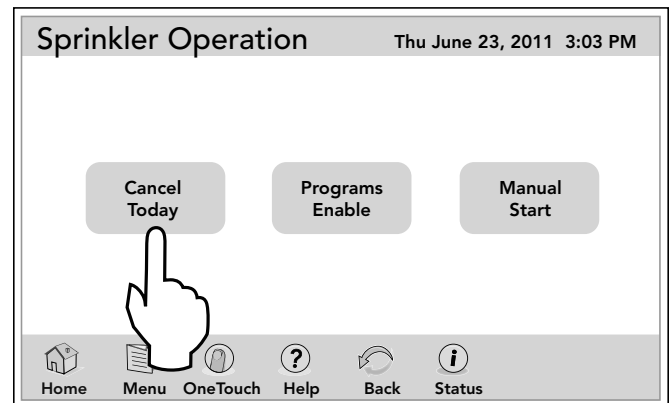 Sprinkler Operation Thu June 23, 2011 3:03 PM
Cancel Today
Programs Enable
Manual Start
Home Menu OneTouch Help Back Status